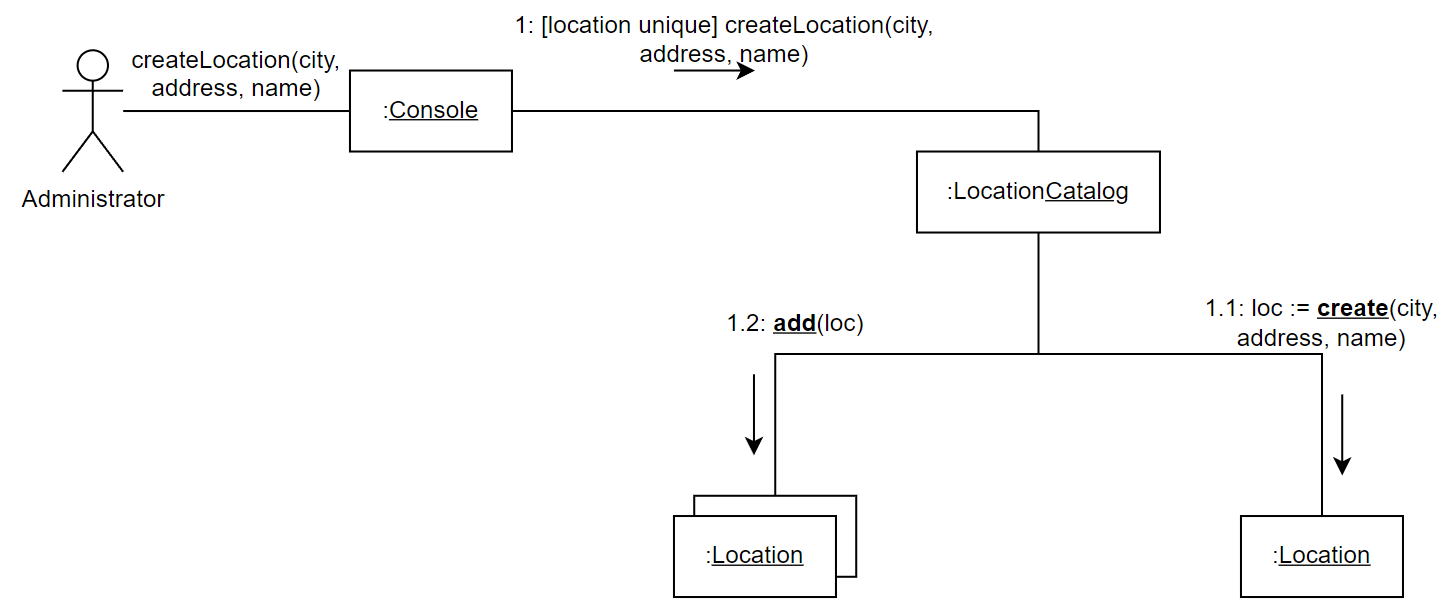 1: [location unique] createLocation(city,
address, name)
createLocation(city,
address, name)
:Console
Administrator
:LocationCatalog
1.2: add(loc)
1.1: loc := create(city,
address, name)
:Location
:Location